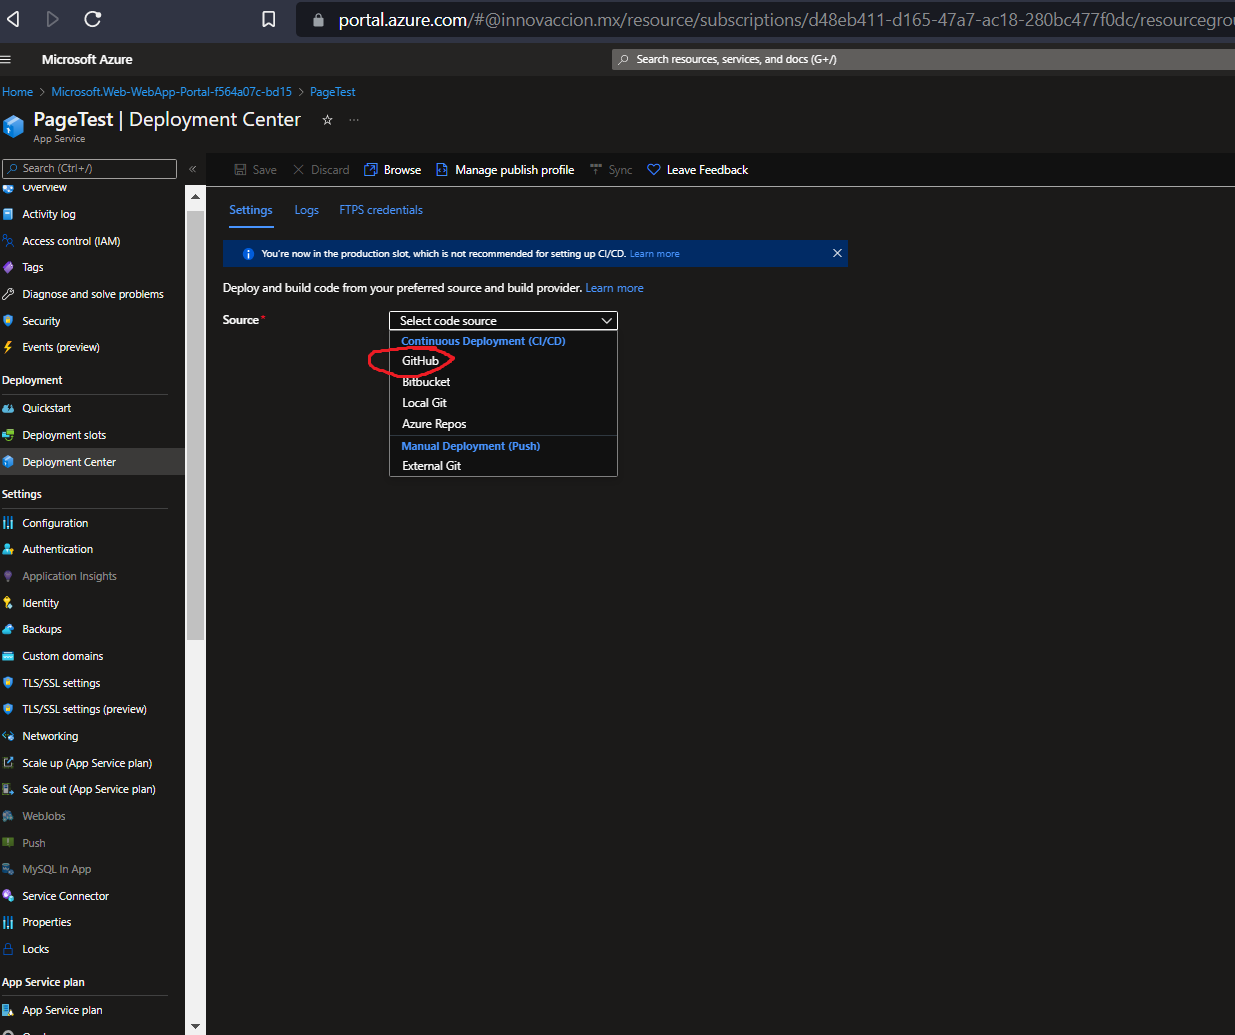 portal.azure.com/#@innovaccion.mx/resource/subscriptions/d48eb411-d165-47a7-ac18-280bc477f0dc/resourcegro
Microsoft Azure
Search resources, services, and docs (G+/)
Home > Microsoft.Web-WebApp-Portal-f564a07c-bd15 > PageTest
PageTest | Deployment Center
App Service
Search (Ctrl+/)
Save
Discard
Browse
Manage publish profile
Sync
Leave Feedback
Overview
Activity log
Access control (IAM)
Tags
Diagnose and solve problems
Security
Events (preview)
Deployment
Quickstart
Deployment slots
Deployment Center
Settings
Configuration
Authentication
Application Insights
Identity
Backups
Custom domains
TLS/SSL settings
TLS/SSL settings (preview)
Networking
Scale up (App Service plan)
Scale out (App Service plan)
WebJobs
Push
MySQL In App
Service Connector
Properties
Locks
App Service plan
App Service plan
Settings
Logs
FTPS credentials
You're now in the production slot, which is not recommended for setting up CI/CD. Learn more
Deploy and build code from your preferred source and build provider. Learn more
Source *
Select code source
Continuous Deployment (CI/CD)
GitHub
Bitbucket
Local Git
Azure Repos
Manual Deployment (Push)
External Git